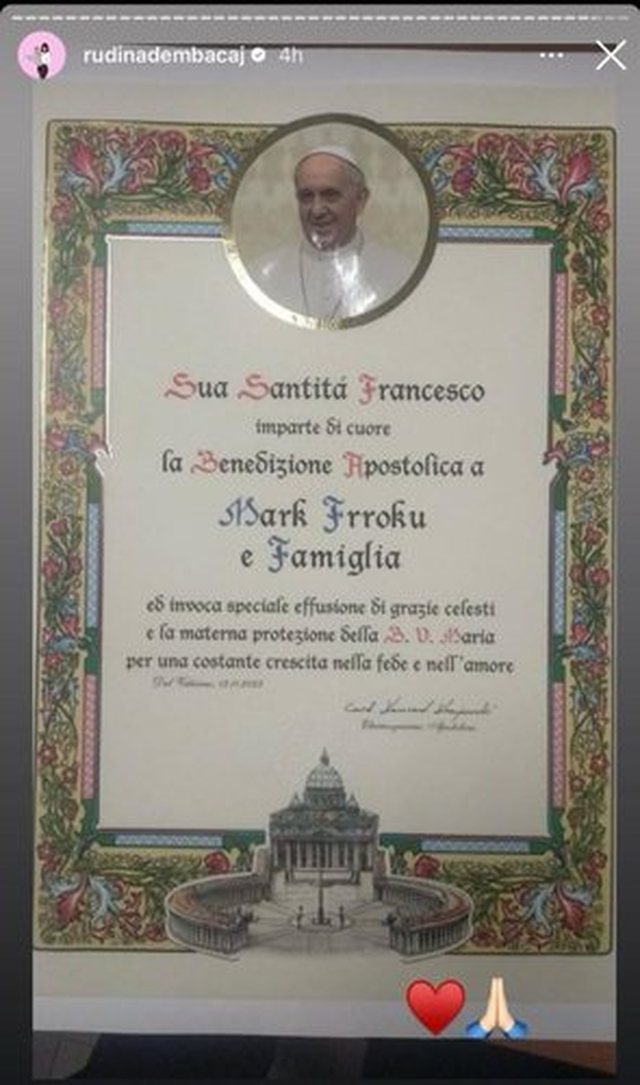 rudinadembacaj 4h
Sua Santitá Francesco
imparte di cuore
la Benedizione Apostolica a
Mark Frroku
e Famiglia
ed invoca speciale effusione di grazie celesti
e la materna protezione della B. V. Maria
per una costante crescita nella fede e nell'amore
Dal Vaticano,